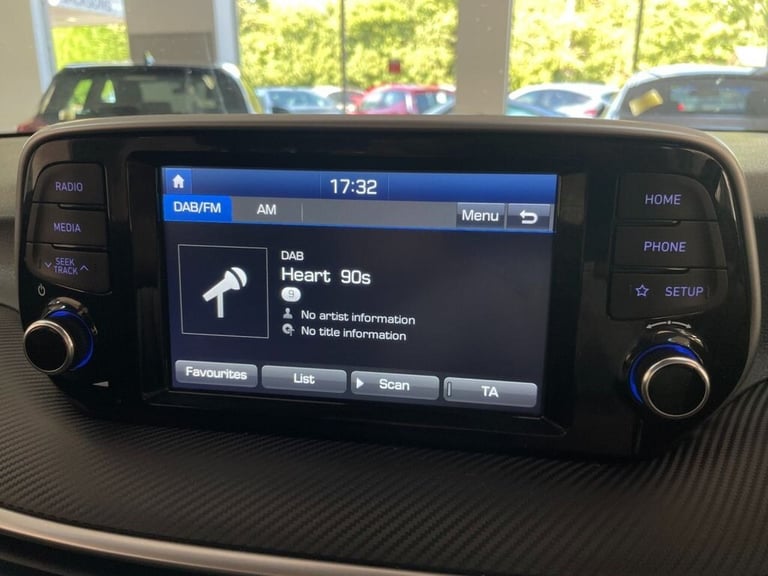 RADIO
MEDIA
SEEK
TRACK
17:32
DAB/FM AM Menu
DAB
Heart 90s
9
No artist information
No title information
Favourites List Scan TA
HOME
PHONE
SETUP